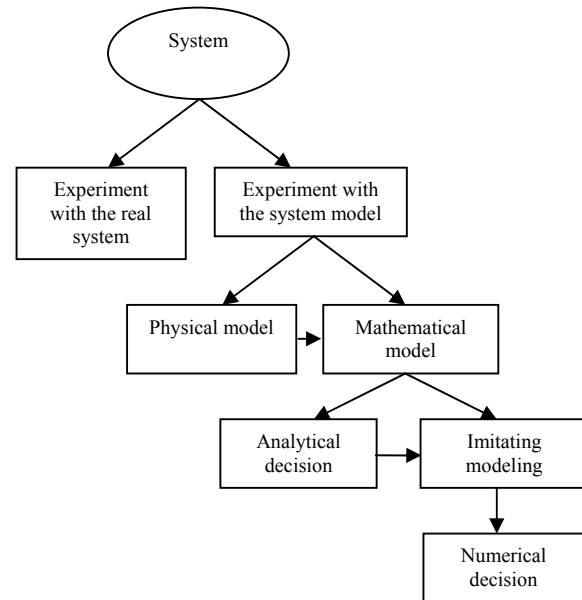 System
Experiment
with the real
system
Experiment with
the system model
Physical model
Mathematical
model
Analytical
decision
Imitating
modeling
Numerical
decision